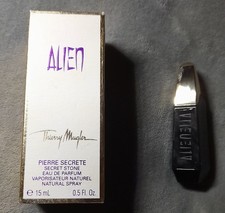 ALIEN
Thierry Mugler
PIERRE SECRETE
SECRET STONE
EAU DE PARFUM
VAPORISATEUR NATUREL
NATURAL SPRAY
℮ 15 mL 0.5 Fl. Oz.